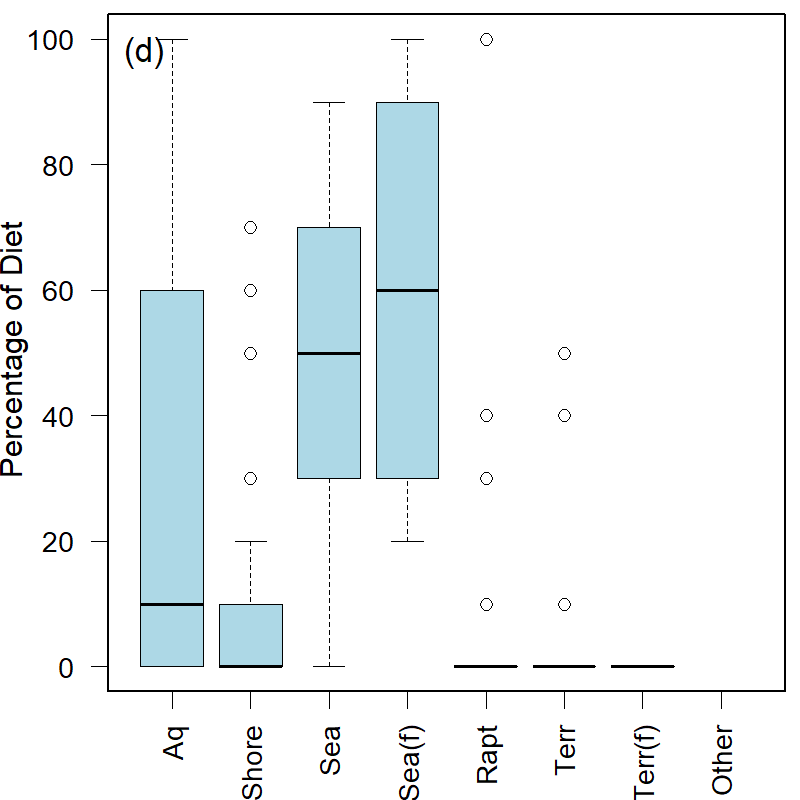 (d)
Percentage of Diet
100
80
60
40
20
0
Aq
Shore
Sea
Sea(f)
Rapt
Terr
Terr(f)
Other